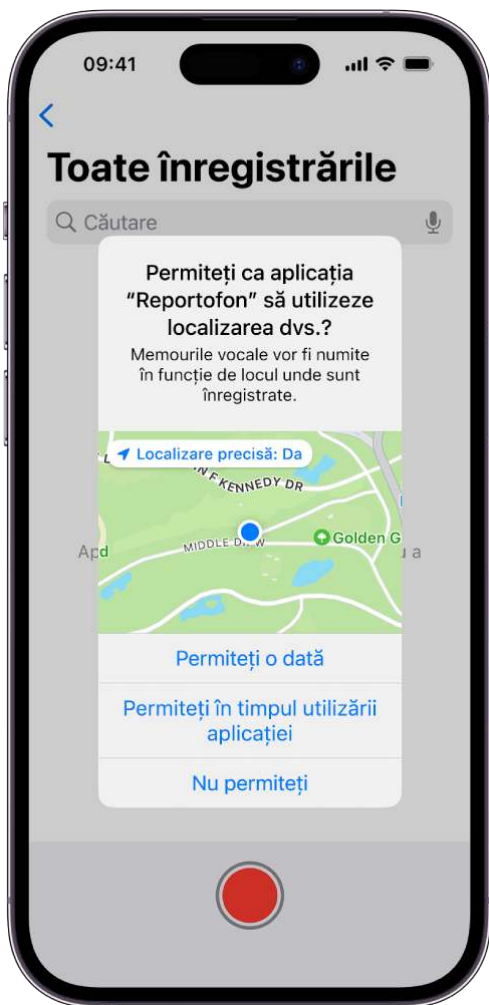 09:41
Toate înregistrările
Căutare
Permiteți ca aplicația
“Reportofon” să utilizeze
localizarea dvs.?
Memourile vocale vor fi numite
în funcție de locul unde sunt
înregistrate.
Localizare precisă: Da
N F KENNEDY DR
MIDDLE DR W
Golden G
Permiteți o dată
Permiteți în timpul utilizării
aplicației
Nu permiteți